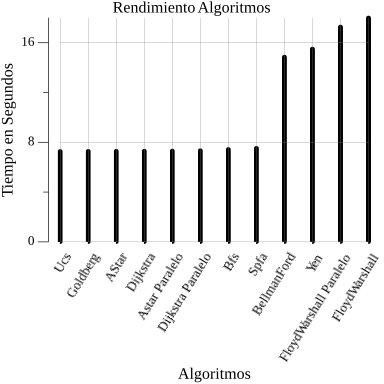 Rendimiento Algoritmos
Tiempo en Segundos
16
8
0
Ucs
Goldberg
AStar
Dijkstra
Astar Paralelo
Dijkstra Paralelo
Bfs
Spfa
BellmanFord
Yen
FloydWarshall Paralelo
FloydWarshall
Algoritmos